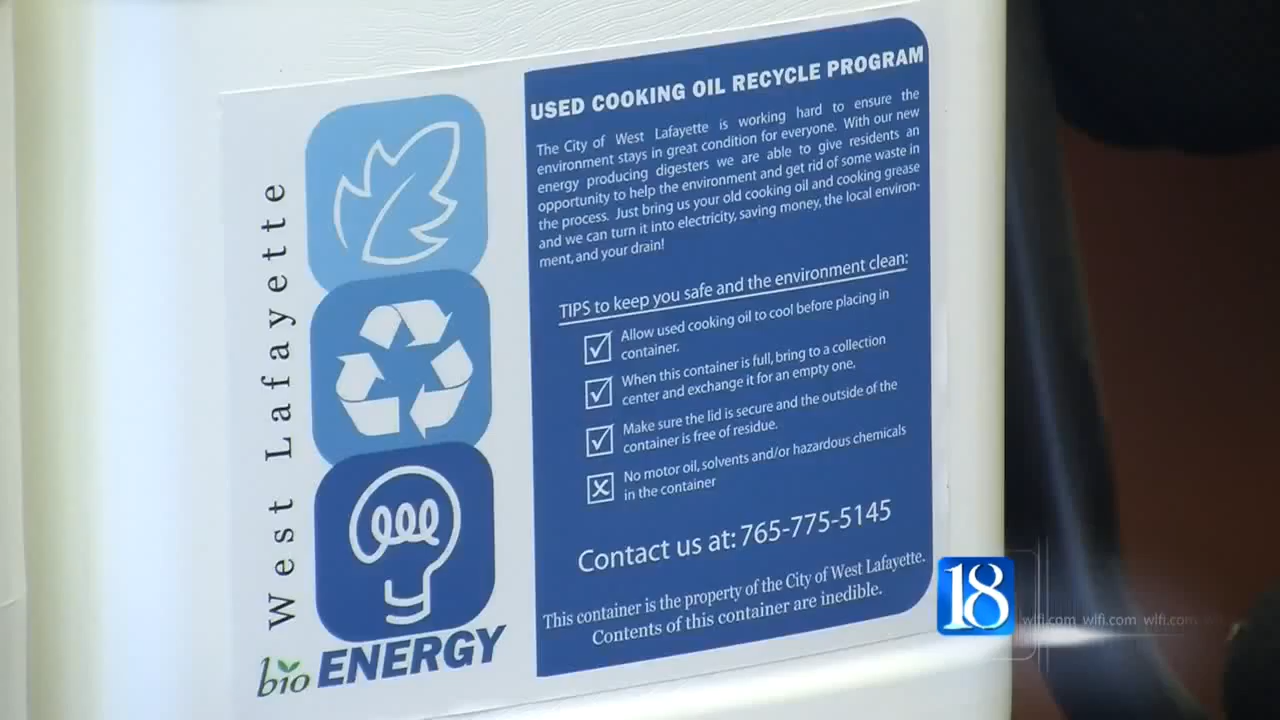 West Lafayette
bio ENERGY
USED COOKING OIL RECYCLE PROGRAM
The City of West Lafayette is working hard to ensure the
environment stays in great condition for everyone. With our new
energy producing digesters we are able to give residents an
opportunity to help the environment and get rid of some waste in
the process. Just bring us your old cooking oil and cooking grease
and we can turn it into electricity, saving money, the local environ-
ment, and your drain!
TIPS to keep you safe and the environment clean:
Allow used cooking oil to cool before placing in
container.
When this container is full, bring to a collection
center and exchange it for an empty one.
Make sure the lid is secure and the outside of the
container is free of residue.
No motor oil, solvents and/or hazardous chemicals
in the container
Contact us at: 765-775-5145
This container is the property of the City of West Lafayette.
Contents of this container are inedible.
18
wlfi.com wlfi.com wlfi.com